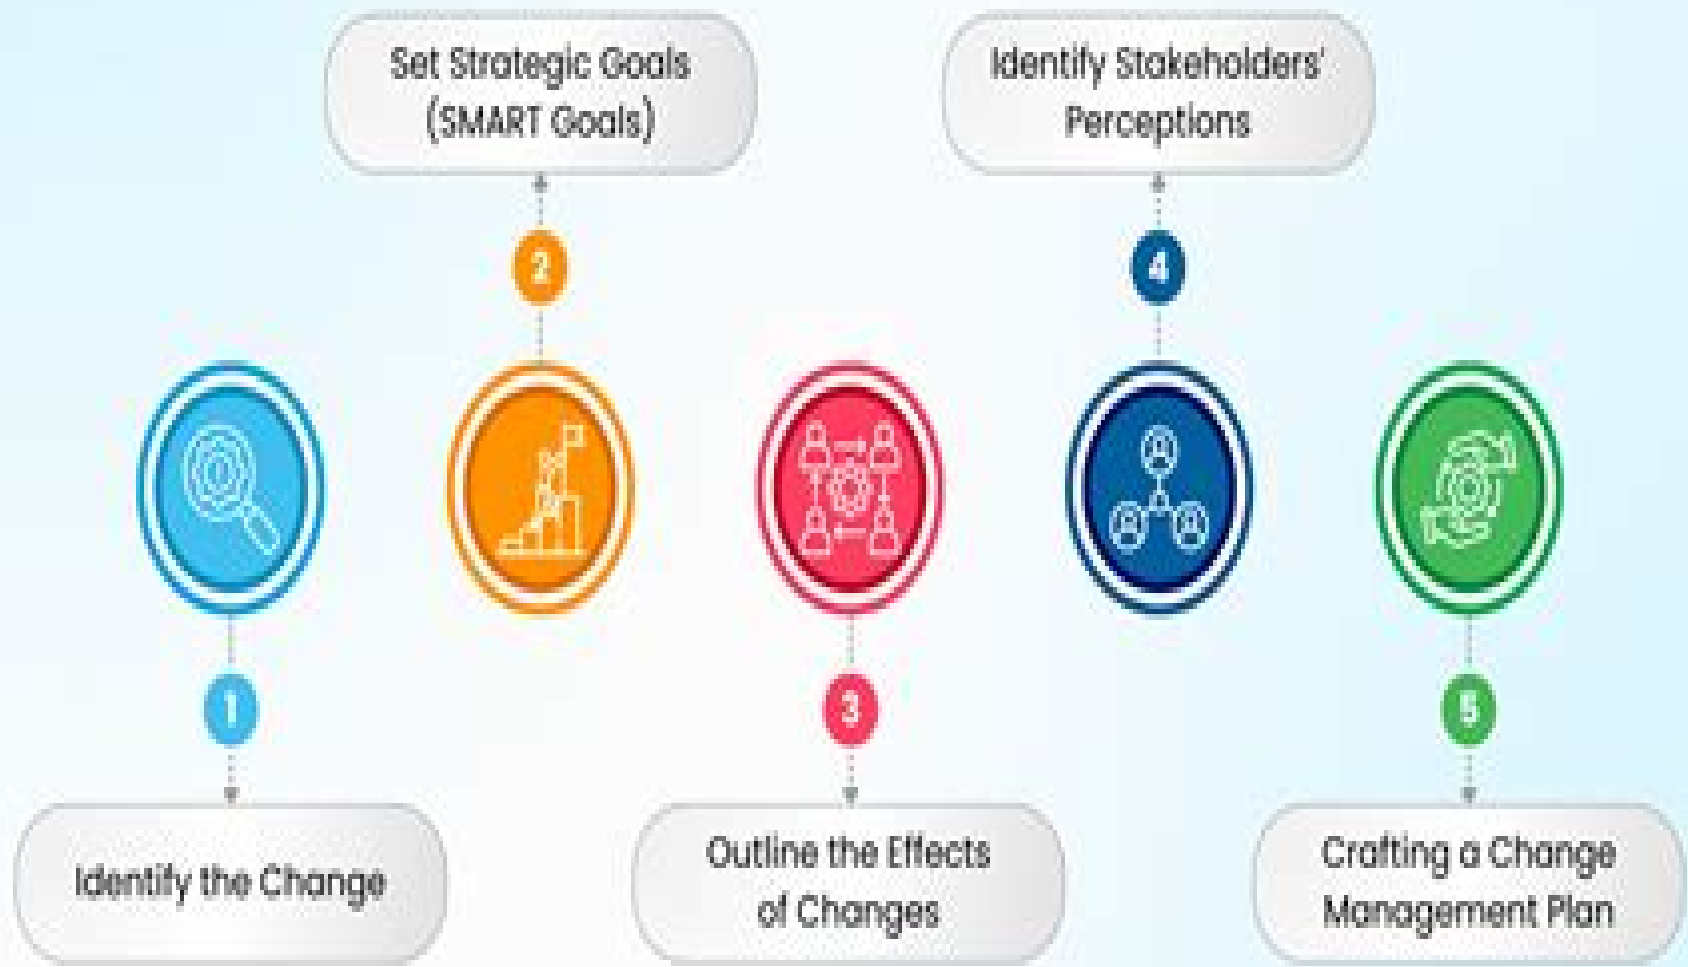 1
Identify the Change
2
Set Strategic Goals
(SMART Goals)
3
Outline the Effects
of Changes
4
Identify Stakeholders'
Perceptions
5
Crafting a Change
Management Plan